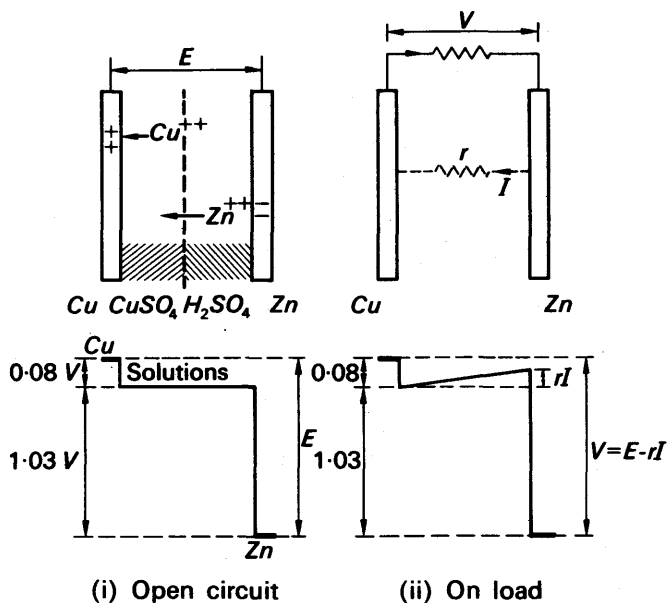 E
++
Cu++
Zn++
−−
Cu CuSO₄ H₂SO₄ Zn
V
r
I
Cu Zn
Cu
0·08 V
Solutions
1·03 V
E
Zn
(i) Open circuit
0·08
rI
1·03
V=E-rI
(ii) On load